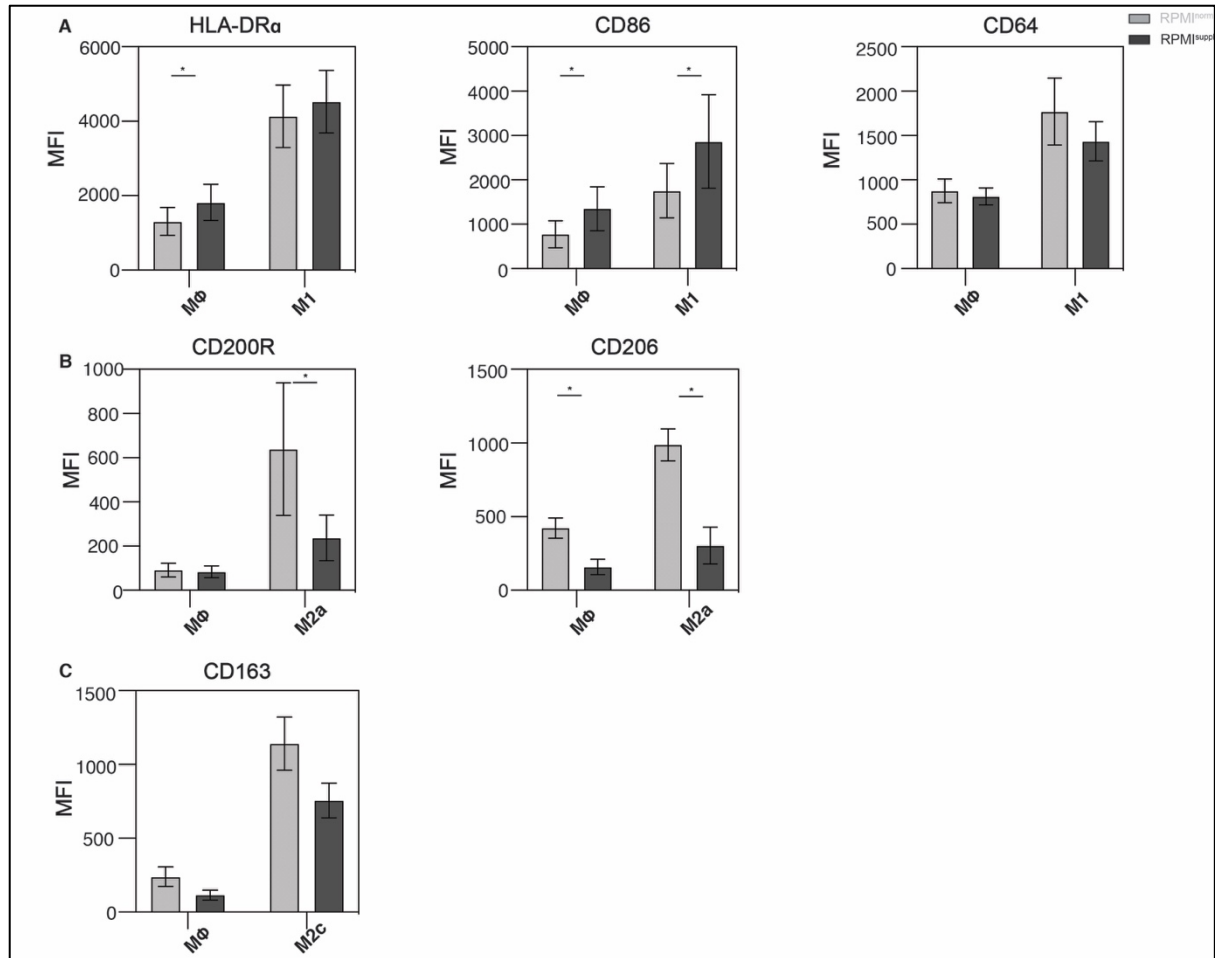 A
HLA-DRα
CD86
CD64
RPMIⁿᵒʳᵐ
RPMIˢᵘᵖᵖˡ
MFI
6000
4000
2000
0
*
MΦ
M1
MFI
5000
4000
3000
2000
1000
0
*
*
MΦ
M1
MFI
2500
2000
1500
1000
500
0
MΦ
M1
B
CD200R
CD206
MFI
1000
800
600
400
200
0
*
MΦ
M2a
MFI
1500
1000
500
0
*
*
MΦ
M2a
C
CD163
MFI
1500
1000
500
0
MΦ
M2c